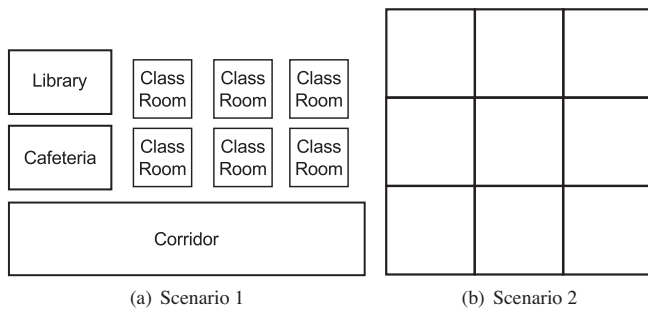 Library
Class
Room
Class
Room
Class
Room
Cafeteria
Class
Room
Class
Room
Class
Room
Corridor
(a) Scenario 1
(b) Scenario 2